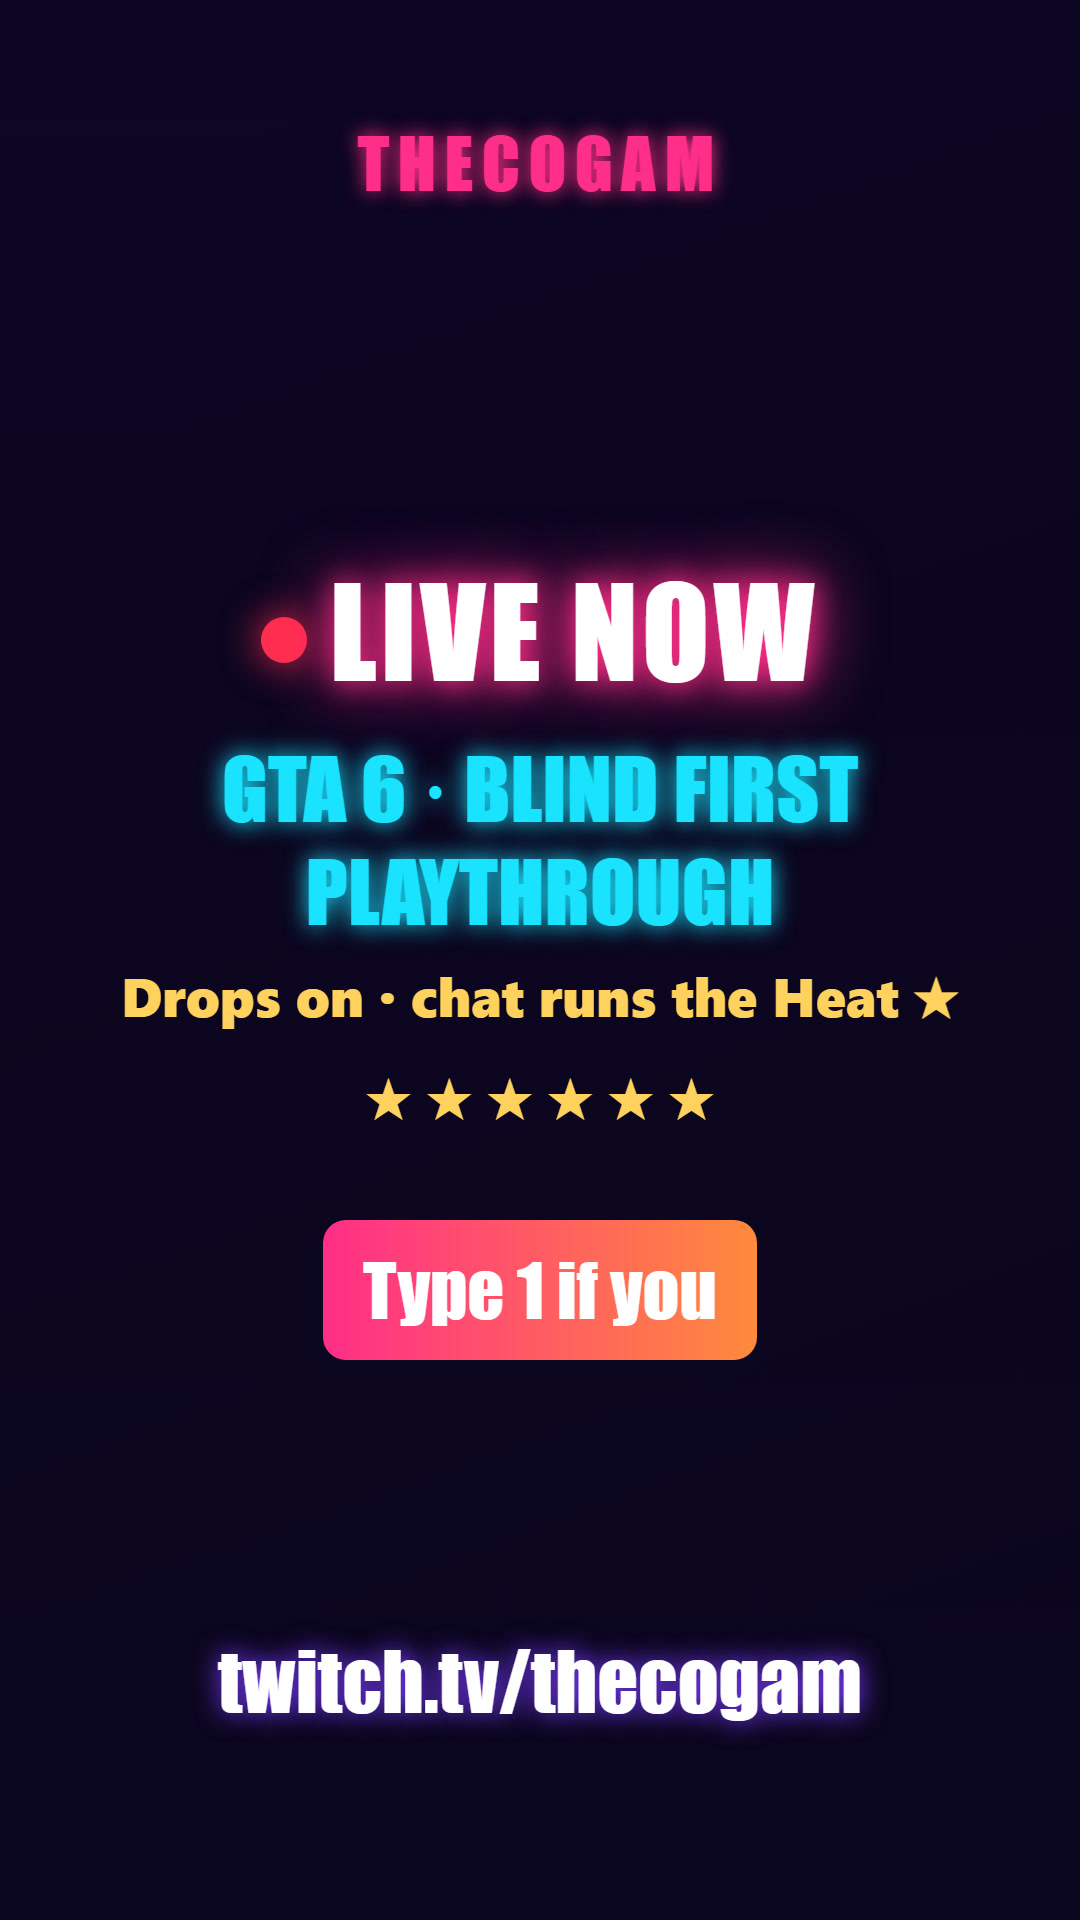 THECOGAM
LIVE NOW
GTA 6 · BLIND FIRST
PLAYTHROUGH
Drops on · chat runs the Heat ★
★ ★ ★ ★ ★ ★
Type 1 if you
twitch.tv/thecogam